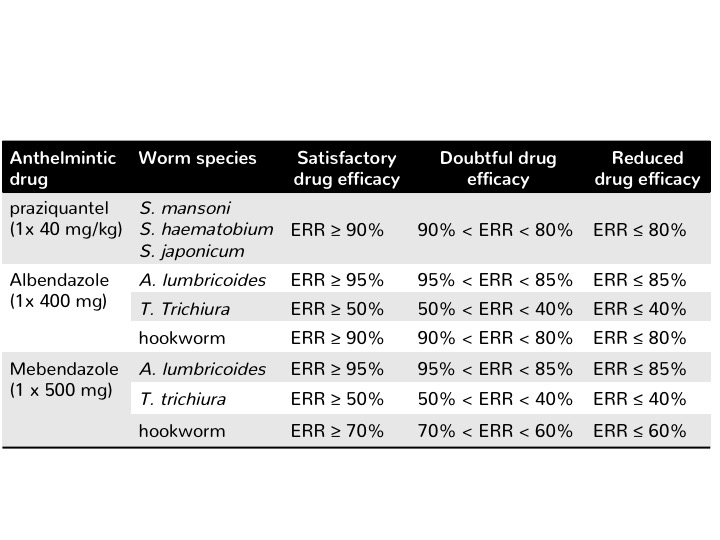 Anthelmintic drug | Worm species | Satisfactory drug efficacy | Doubtful drug efficacy | Reduced drug efficacy
praziquantel (1x 40 mg/kg) | S. mansoni S. haematobium S. japonicum | ERR ≥ 90% | 90% < ERR < 80% | ERR ≤ 80%
Albendazole (1x 400 mg) | A. lumbricoides | ERR ≥ 95% | 95% < ERR < 85% | ERR ≤ 85%
T. Trichiura | ERR ≥ 50% | 50% < ERR < 40% | ERR ≤ 40%
hookworm | ERR ≥ 90% | 90% < ERR < 80% | ERR ≤ 80%
Mebendazole (1 x 500 mg) | A. lumbricoides | ERR ≥ 95% | 95% < ERR < 85% | ERR ≤ 85%
T. trichiura | ERR ≥ 50% | 50% < ERR < 40% | ERR ≤ 40%
hookworm | ERR ≥ 70% | 70% < ERR < 60% | ERR ≤ 60%